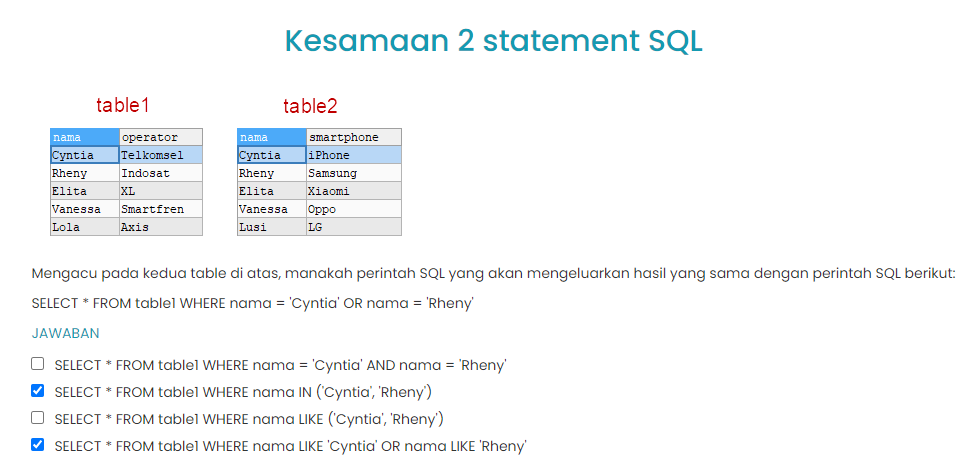 Kesamaan 2 statement SQL
table1 table2
nama operator nama smartphone
Cyntia Telkomsel Cyntia iPhone
Rheny Indosat Rheny Samsung
Elita XL Elita Xiaomi
Vanessa Smartfren Vanessa Oppo
Lola Axis Lusi LG
Mengacu pada kedua table di atas, manakah perintah SQL yang akan mengeluarkan hasil yang sama dengan perintah SQL berikut:
SELECT * FROM table1 WHERE nama = 'Cyntia' OR nama = 'Rheny'
JAWABAN
SELECT * FROM table1 WHERE nama = 'Cyntia' AND nama = 'Rheny'
SELECT * FROM table1 WHERE nama IN ('Cyntia', 'Rheny')
SELECT * FROM table1 WHERE nama LIKE ('Cyntia', 'Rheny')
SELECT * FROM table1 WHERE nama LIKE 'Cyntia' OR nama LIKE 'Rheny'